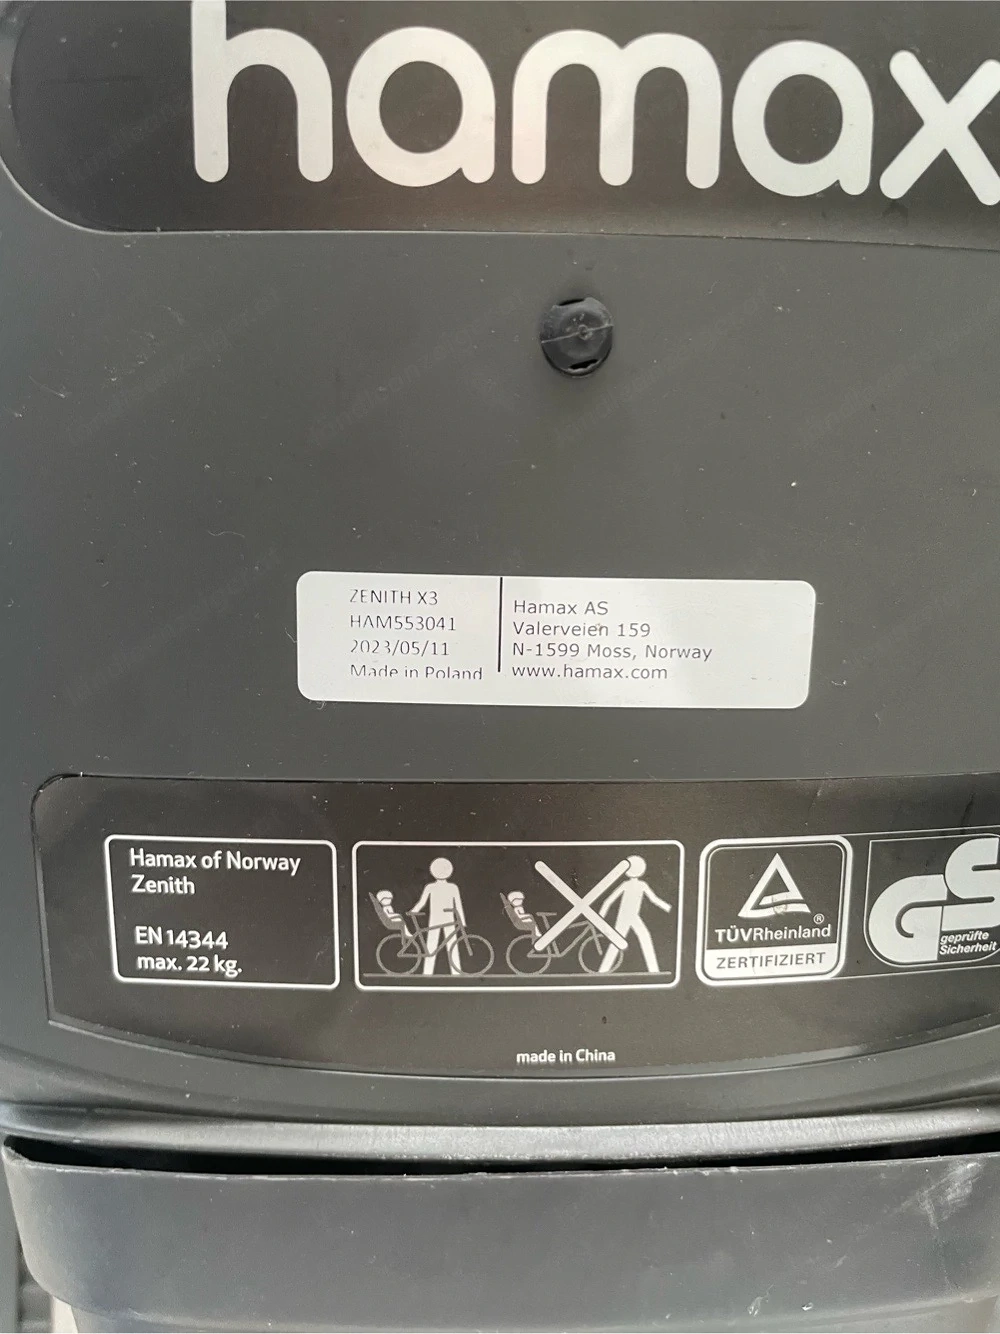 hamax
ZENITH X3
HAM553041
2023/05/11
Made in Poland
Hamax AS
Valerveien 159
N-1599 Moss, Norway
www.hamax.com
Hamax of Norway
Zenith
EN 14344
max. 22 kg.
TÜVRheinland®
ZERTIFIZIERT
GS
geprüfte
Sicherheit
made in China